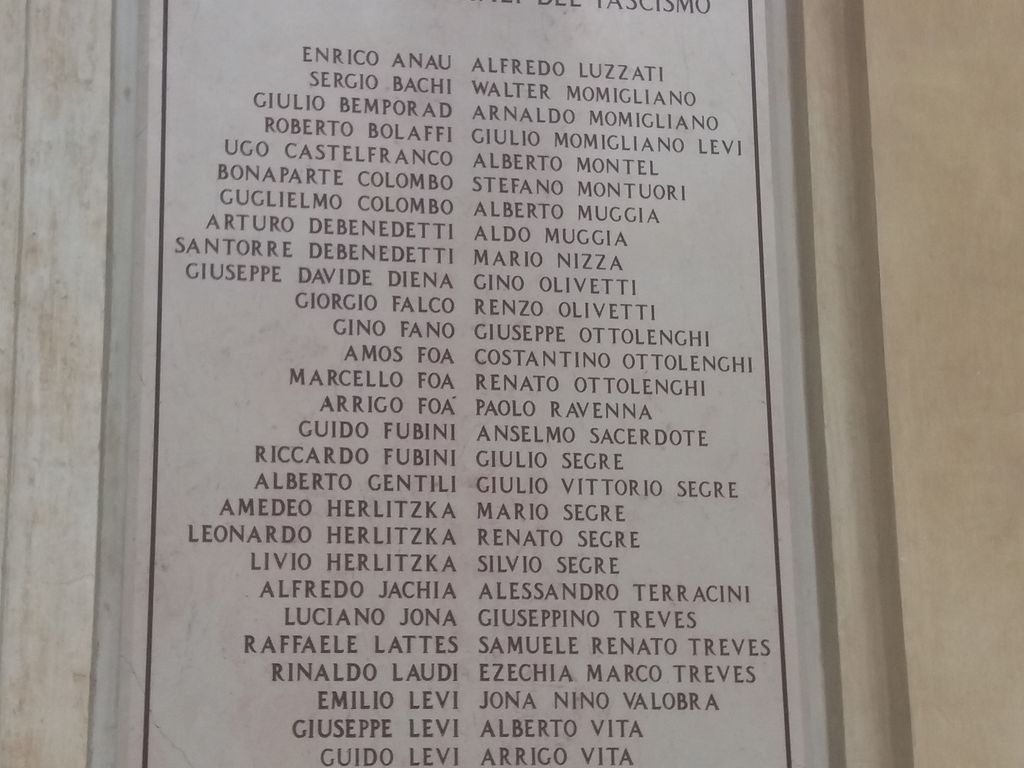 DEL FASCISMO
ENRICO ANAU ALFREDO LUZZATI
SERGIO BACHI WALTER MOMIGLIANO
GIULIO BEMPORAD ARNALDO MOMIGLIANO
ROBERTO BOLAFFI GIULIO MOMIGLIANO LEVI
UGO CASTELFRANCO ALBERTO MONTEL
BONAPARTE COLOMBO STEFANO MONTUORI
GUGLIELMO COLOMBO ALBERTO MUGGIA
ARTURO DEBENEDETTI ALDO MUGGIA
SANTORRE DEBENEDETTI MARIO NIZZA
GIUSEPPE DAVIDE DIENA GINO OLIVETTI
GIORGIO FALCO RENZO OLIVETTI
GINO FANO GIUSEPPE OTTOLENGHI
AMOS FOA COSTANTINO OTTOLENGHI
MARCELLO FOA RENATO OTTOLENGHI
ARRIGO FOÁ PAOLO RAVENNA
GUIDO FUBINI ANSELMO SACERDOTE
RICCARDO FUBINI GIULIO SEGRE
ALBERTO GENTILI GIULIO VITTORIO SEGRE
AMEDEO HERLITZKA MARIO SEGRE
LEONARDO HERLITZKA RENATO SEGRE
LIVIO HERLITZKA SILVIO SEGRE
ALFREDO JACHIA ALESSANDRO TERRACINI
LUCIANO JONA GIUSEPPINO TREVES
RAFFAELE LATTES SAMUELE RENATO TREVES
RINALDO LAUDI EZECHIA MARCO TREVES
EMILIO LEVI JONA NINO VALOBRA
GIUSEPPE LEVI ALBERTO VITA
GUIDO LEVI ARRIGO VITA